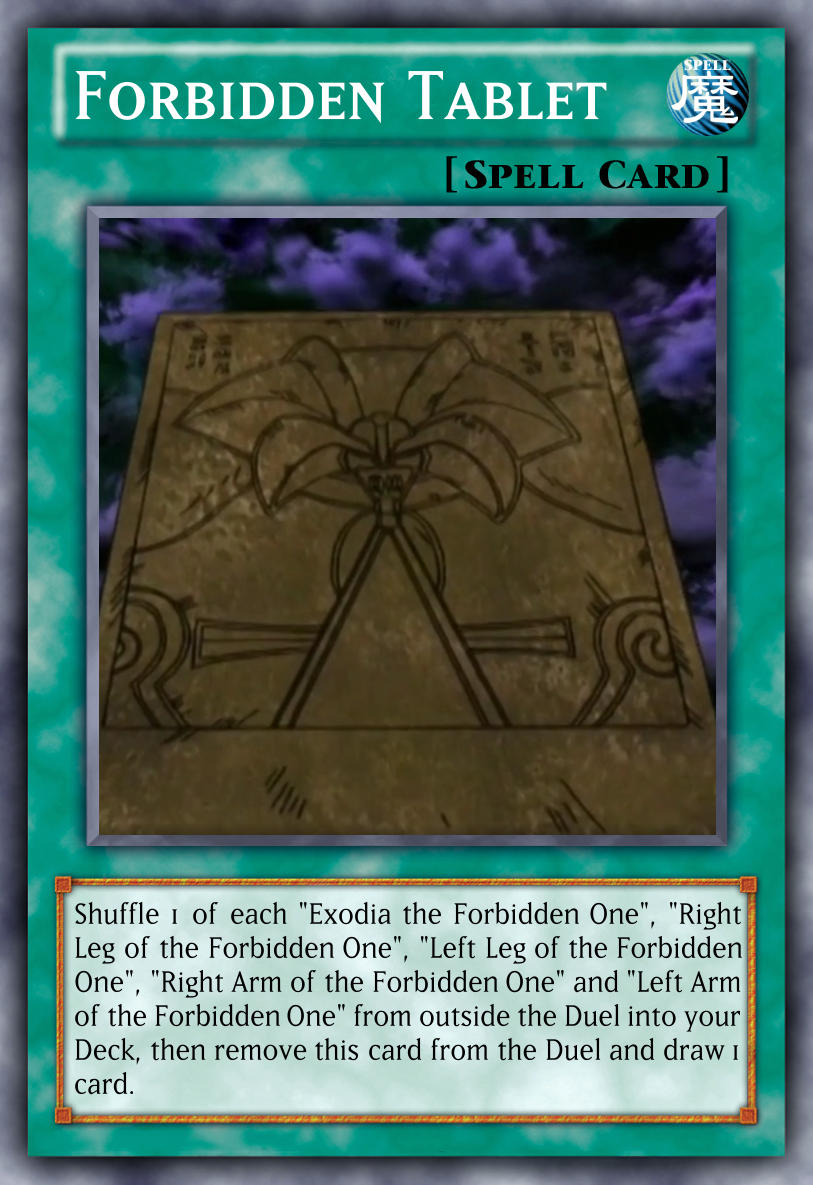 Forbidden Tablet
SPELL
魔
[Spell Card]
Shuffle 1 of each "Exodia the Forbidden One", "Right
Leg of the Forbidden One", "Left Leg of the Forbidden
One", "Right Arm of the Forbidden One" and "Left Arm
of the Forbidden One" from outside the Duel into your
Deck, then remove this card from the Duel and draw 1
card.